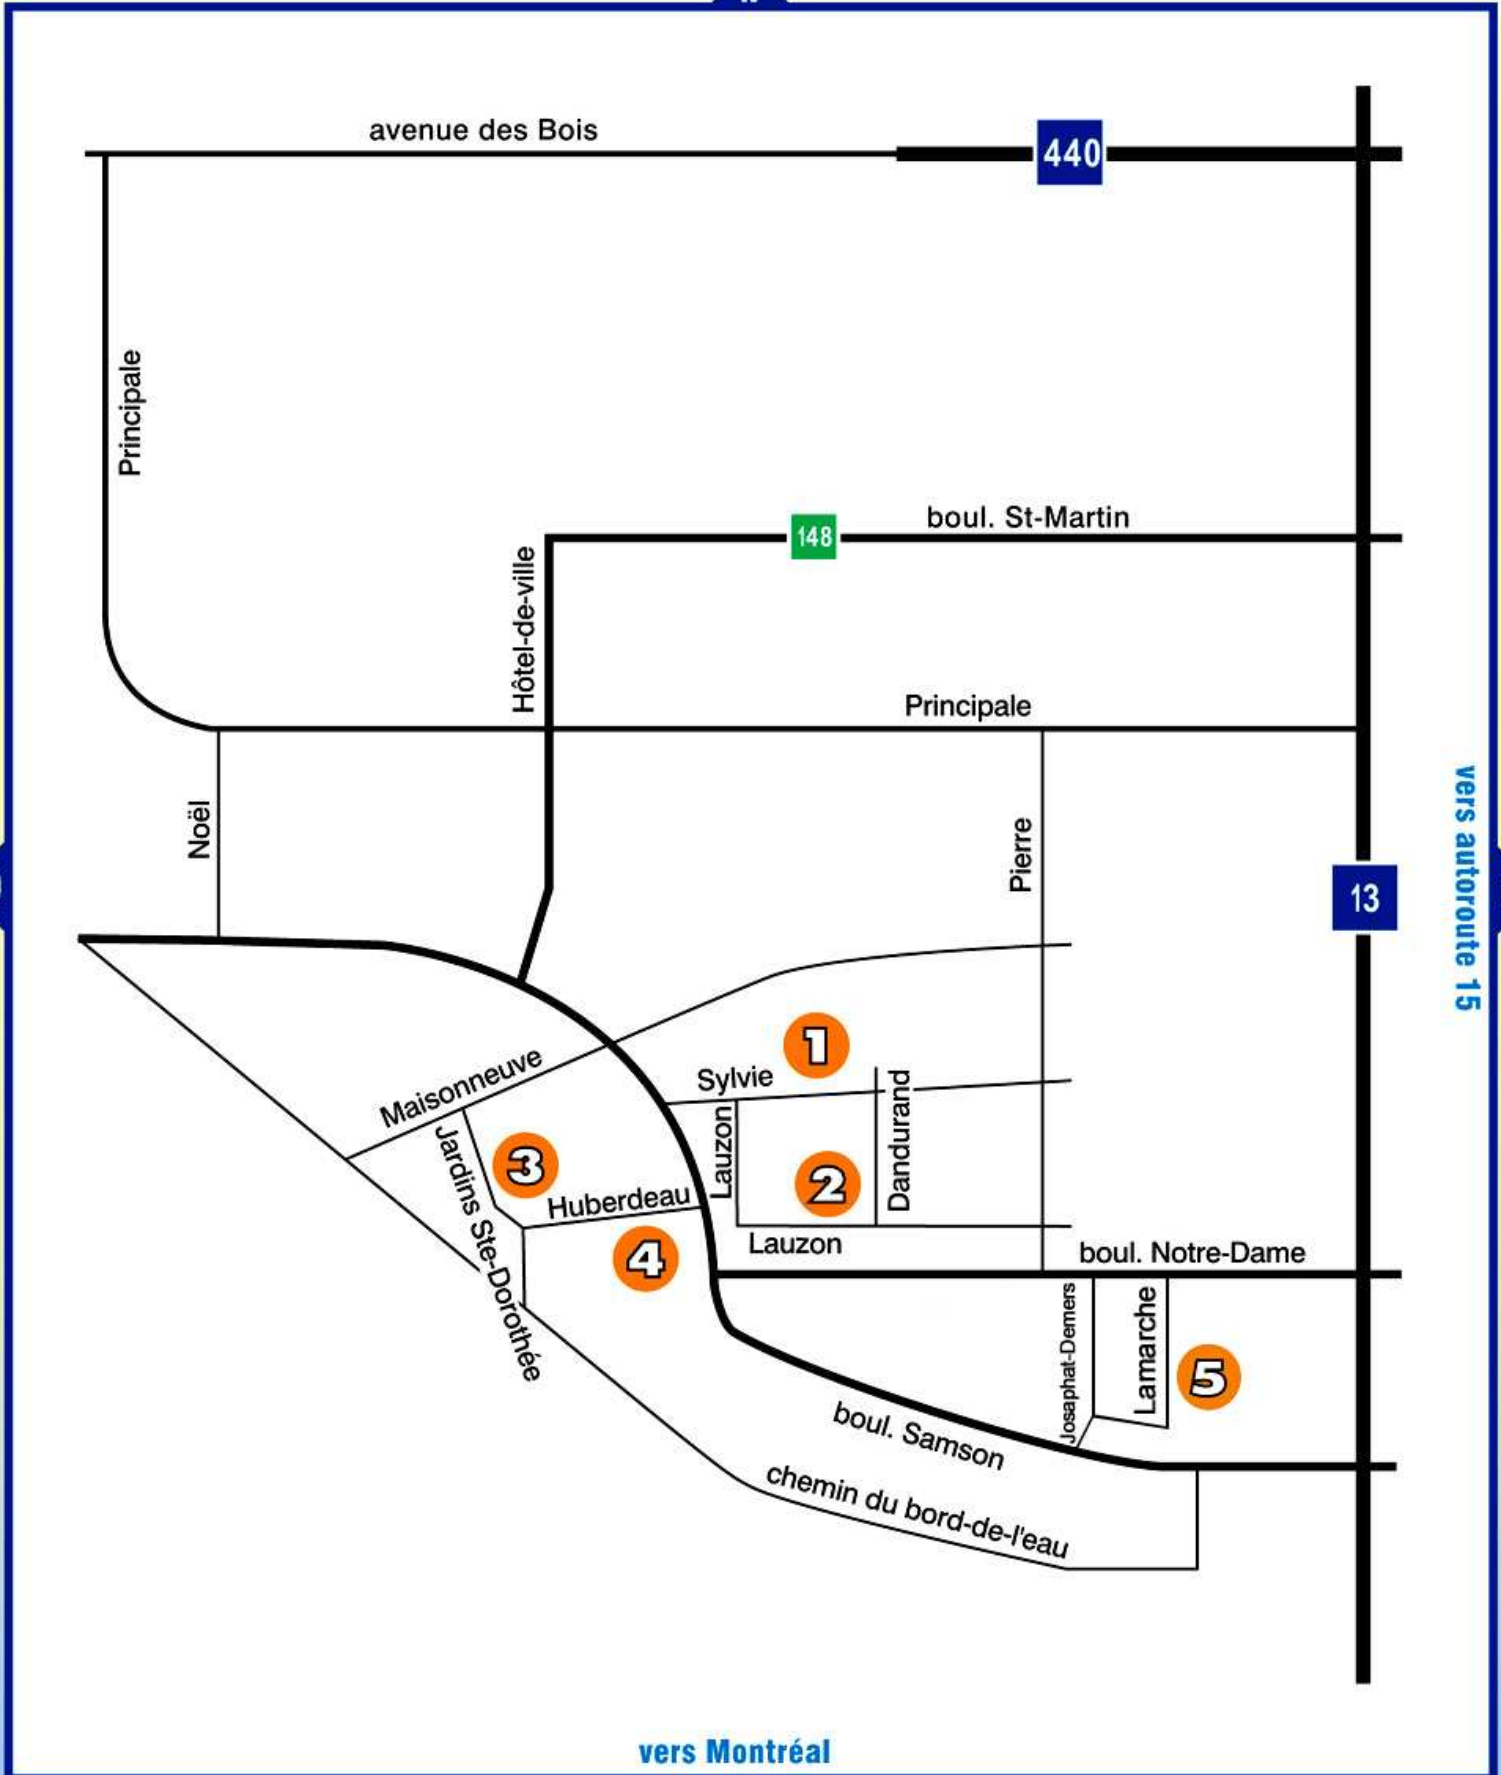 avenue des Bois
440
Principale
boul. St-Martin
148
Hôtel-de-ville
Principale
Noël
Pierre
vers autoroute 15
13
1
Maisonneuve
Sylvie
Dandurand
Lauzon
Jardins Ste-Dorothée
3
2
Huberdeau
4
Lauzon
boul. Notre-Dame
Josaphat-Demers
Lamarche
5
boul. Samson
chemin du bord-de-l'eau
vers Montréal